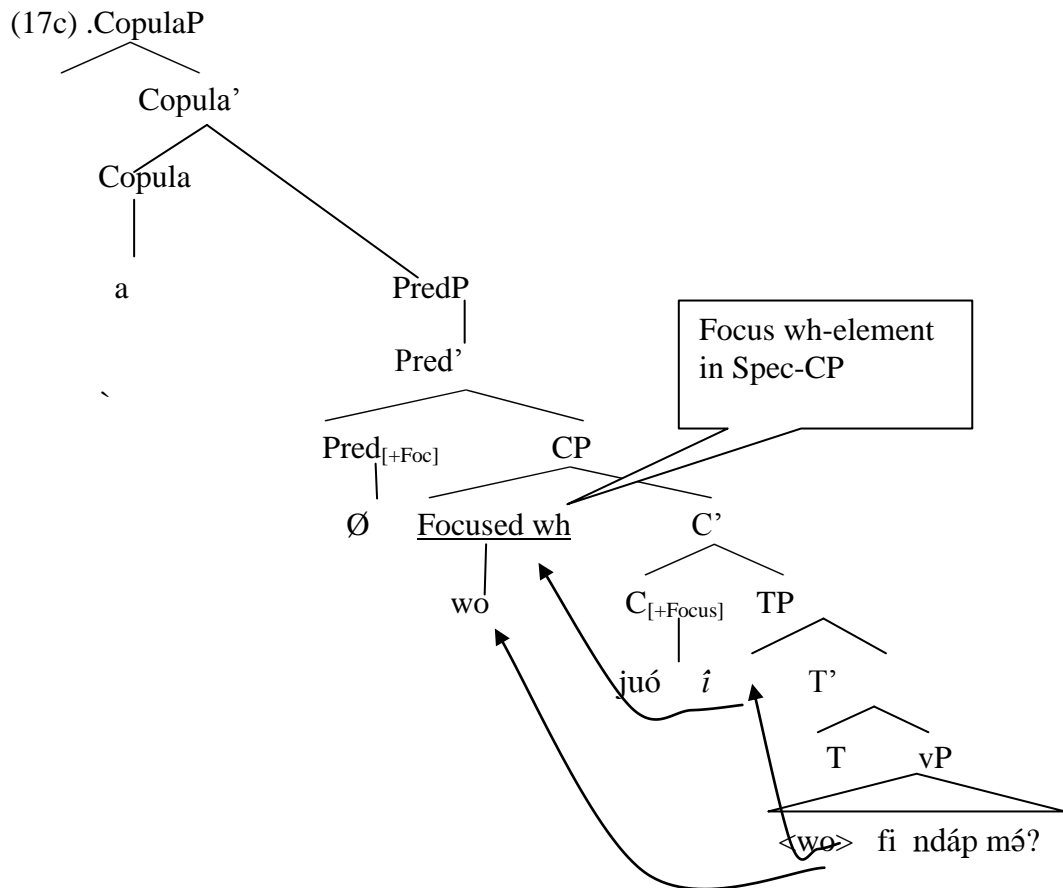 (17c) .CopulaP
Copula’
Copula
a
PredP
Focus wh-element
in Spec-CP
Pred’
`
Pred[+Foc] CP
Ø Focused wh C’
wo C[+Focus] TP
juó î́ T’
T vP
<wo> fi ndáp mə́?